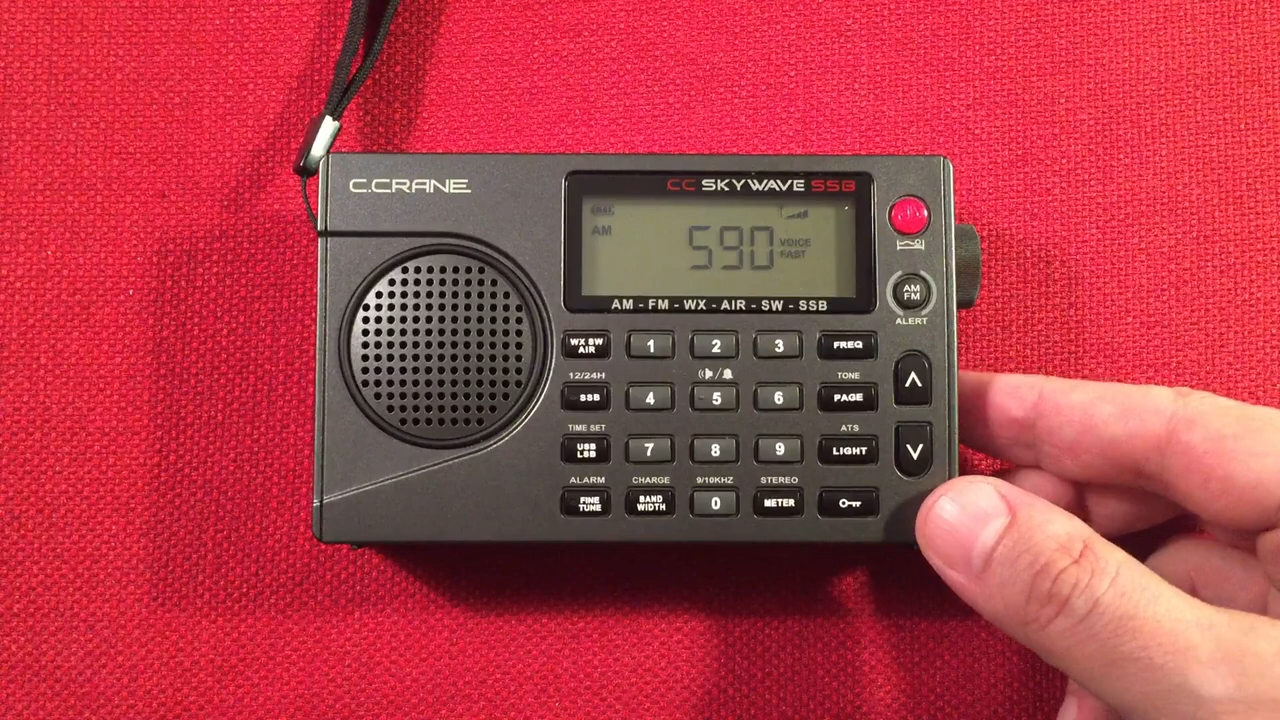 C.CRANE
CC SKYWAVE SSB
AM
590
VOICE
FAST
AM - FM - WX - AIR - SW - SSB
AM
FM
ALERT
WX SW
AIR
1
2
3
FREQ
12/24H
TONE
SSB
4
5
6
PAGE
TIME SET
ATS
USB
LSB
7
8
9
LIGHT
ALARM
CHARGE
9/10KHZ
STEREO
FINE
TUNE
BAND
WIDTH
0
METER